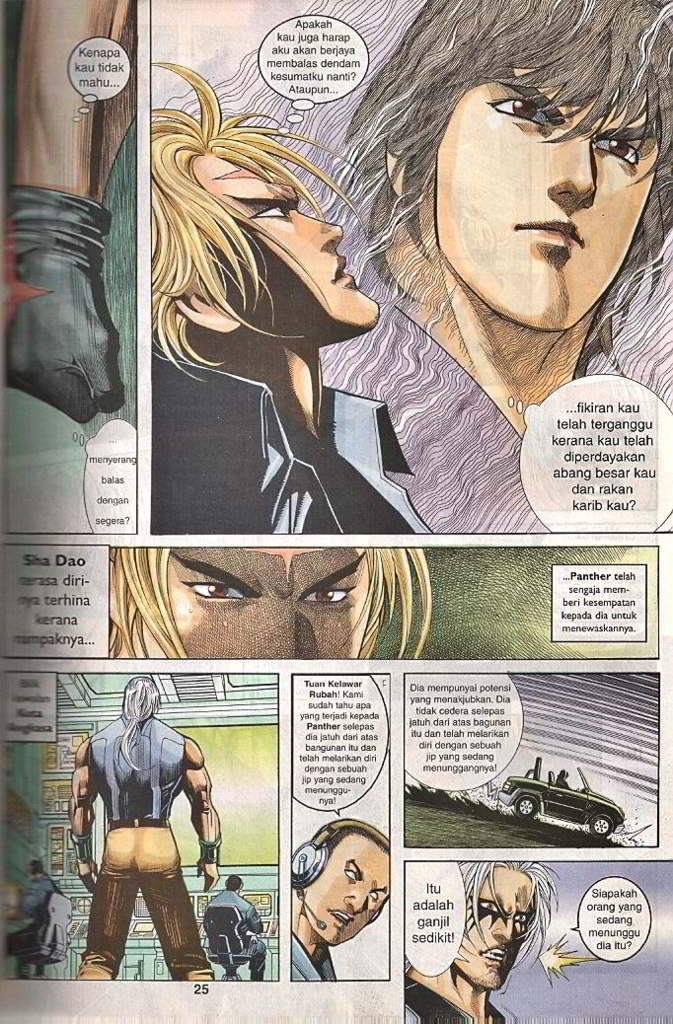 Kenapa
kau tidak
mahu...
...
menyerang
balas
dengan
segera?
Apakah
kau juga harap
aku akan berjaya
membalas dendam
kesumatku nanti?
Ataupun...
...fikiran kau
telah terganggu
kerana kau telah
diperdayakan
abang besar kau
dan rakan
karib kau?
Sha Dao
terasa diri-
nya terhina
kerana
nampaknya...
...Panther telah
sengaja mem-
beri kesempatan
kepada dia untuk
menewaskannya.
Bilik
Kota
Angkasa
Tuan Kelawar
Rubah! Kami
sudah tahu apa
yang terjadi kepada
Panther selepas
dia jatuh dari atas
bangunan itu dan
telah melarikan diri
dengan sebuah
jip yang sedang
menunggu-
nya!
Dia mempunyai potensi
yang menakjubkan. Dia
tidak cedera selepas
jatuh dari atas bagunan
itu dan telah melarikan
diri dengan sebuah
jip yang sedang
menunggangnya!
Itu
adalah
ganjil
sedikit!
Siapakah
orang yang
sedang
menunggu
dia itu?
25